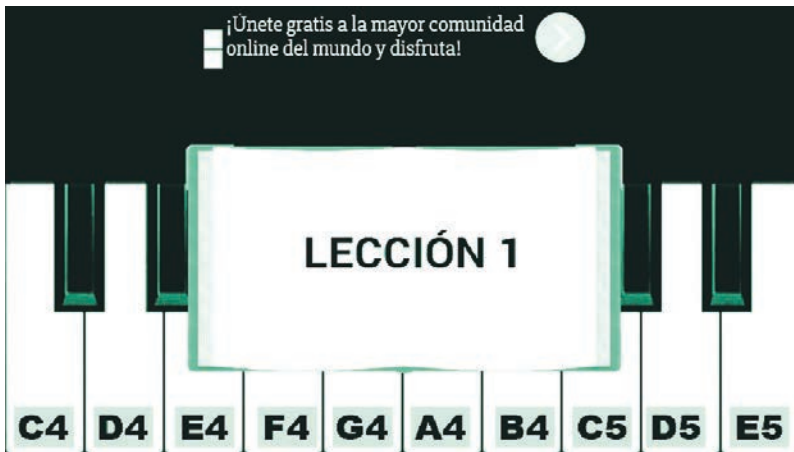 ¡Únete gratis a la mayor comunidad
online del mundo y disfruta!
LECCIÓN 1
C4 D4 E4 F4 G4 A4 B4 C5 D5 E5